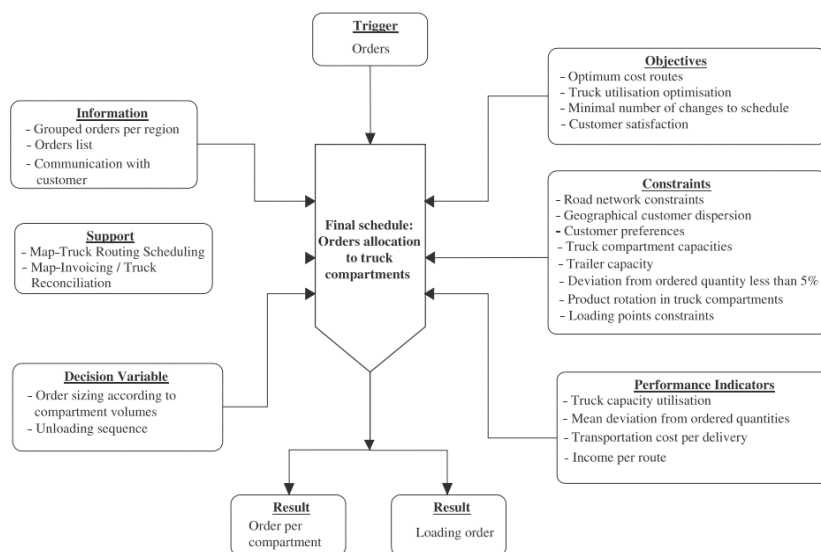 Trigger
Orders
Objectives
- Optimum cost routes
- Truck utilisation optimisation
- Minimal number of changes to schedule
- Customer satisfaction
Information
- Grouped orders per region
- Orders list
- Communication with
customer
Constraints
- Road network constraints
- Geographical customer dispersion
- Customer preferences
- Truck compartment capacities
- Trailer capacity
- Deviation from ordered quantity less than 5%
- Product rotation in truck compartments
- Loading points constraints
Final schedule:
Orders allocation
to truck
compartments
Support
- Map-Truck Routing Scheduling
- Map-Invoicing / Truck
Reconciliation
Decision Variable
- Order sizing according to
compartment volumes
- Unloading sequence
Performance Indicators
- Truck capacity utilisation
- Mean deviation from ordered quantities
- Transportation cost per delivery
- Income per route
Result
Order per
compartment
Result
Loading order